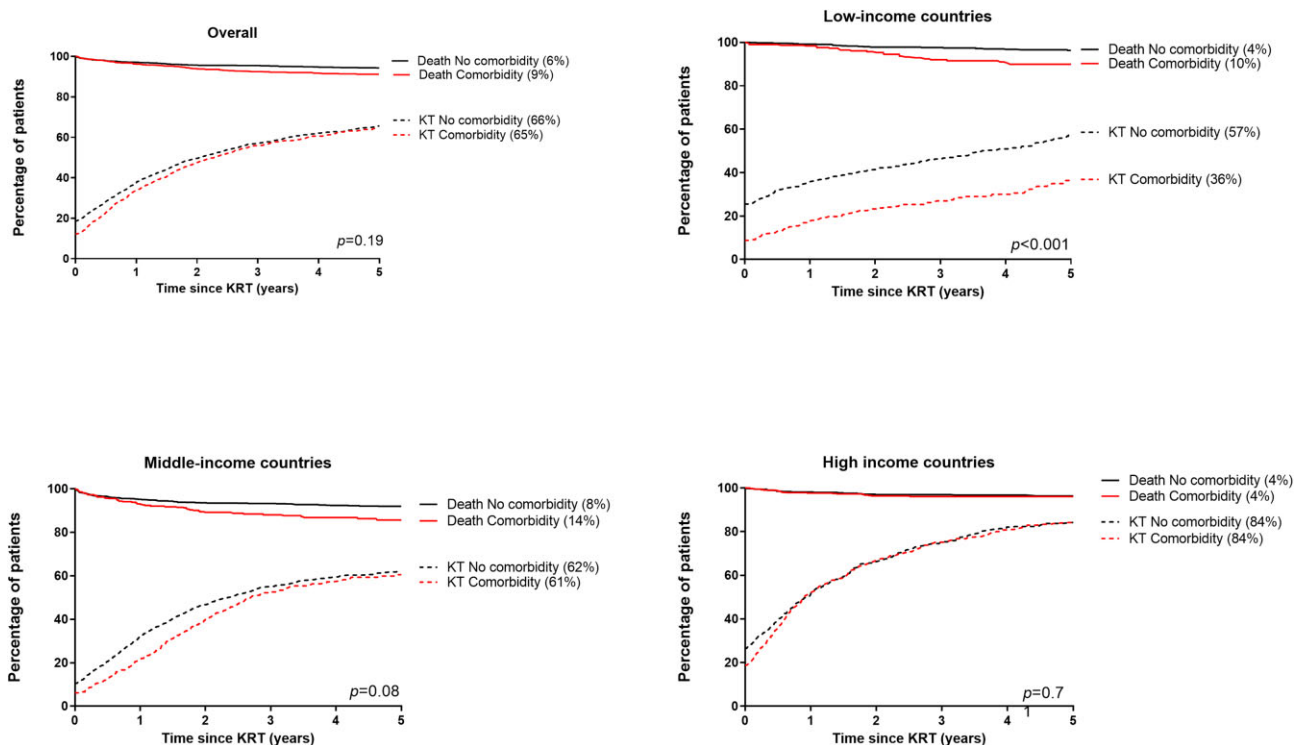 Overall
Percentage of patients
100
80
60
40
20
0
0 1 2 3 4 5
Time since KRT (years)
Death No comorbidity (6%)
Death Comorbidity (9%)
KT No comorbidity (66%)
KT Comorbidity (65%)
p=0.19
Low-income countries
Percentage of patients
100
80
60
40
20
0
0 1 2 3 4 5
Time since KRT (years)
Death No comorbidity (4%)
Death Comorbidity (10%)
KT No comorbidity (57%)
KT Comorbidity (36%)
p<0.001
Middle-income countries
Percentage of patients
100
80
60
40
20
0
0 1 2 3 4 5
Time since KRT (years)
Death No comorbidity (8%)
Death Comorbidity (14%)
KT No comorbidity (62%)
KT Comorbidity (61%)
p=0.08
High income countries
Percentage of patients
100
80
60
40
20
0
0 1 2 3 4 5
Time since KRT (years)
Death No comorbidity (4%)
Death Comorbidity (4%)
KT No comorbidity (84%)
KT Comorbidity (84%)
p=0.7
1